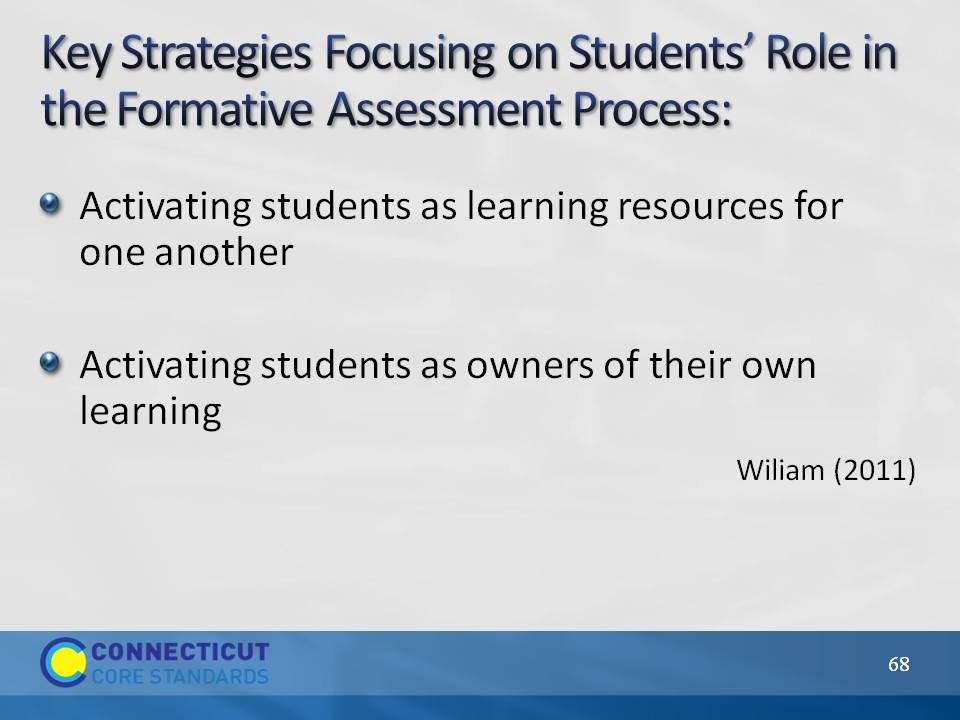 Key Strategies Focusing on Students’ Role in
the Formative Assessment Process:
Activating students as learning resources for
one another
Activating students as owners of their own
learning
Wiliam (2011)
CONNECTICUT
CORE STANDARDS
68